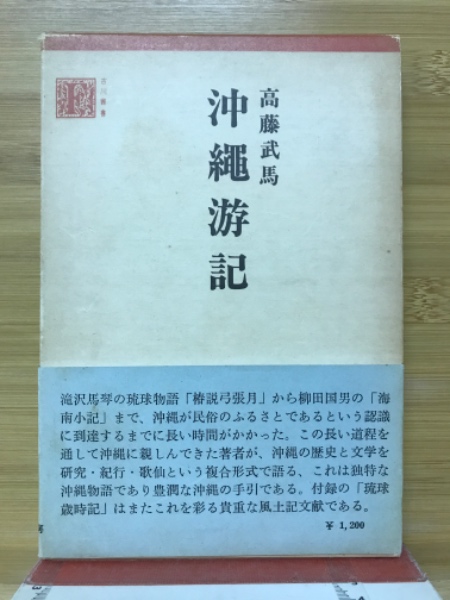 高藤武馬
沖繩游記
滝沢馬琴の琉球物語「椿説弓張月」から柳田国男の「海
南小記」まで、沖縄が民俗のふるさとであるという認識
に到達するまでに長い時間がかかった。この長い道程を
通して沖縄に親しんできた著者が、沖縄の歴史と文学を
研究・紀行・歌仙という複合形式で語る、これは独特な
沖縄物語であり豊潤な沖縄の手引である。付録の「琉球
歳時記」はまたこれを彩る貴重な風土記文献である。
¥ 1,200